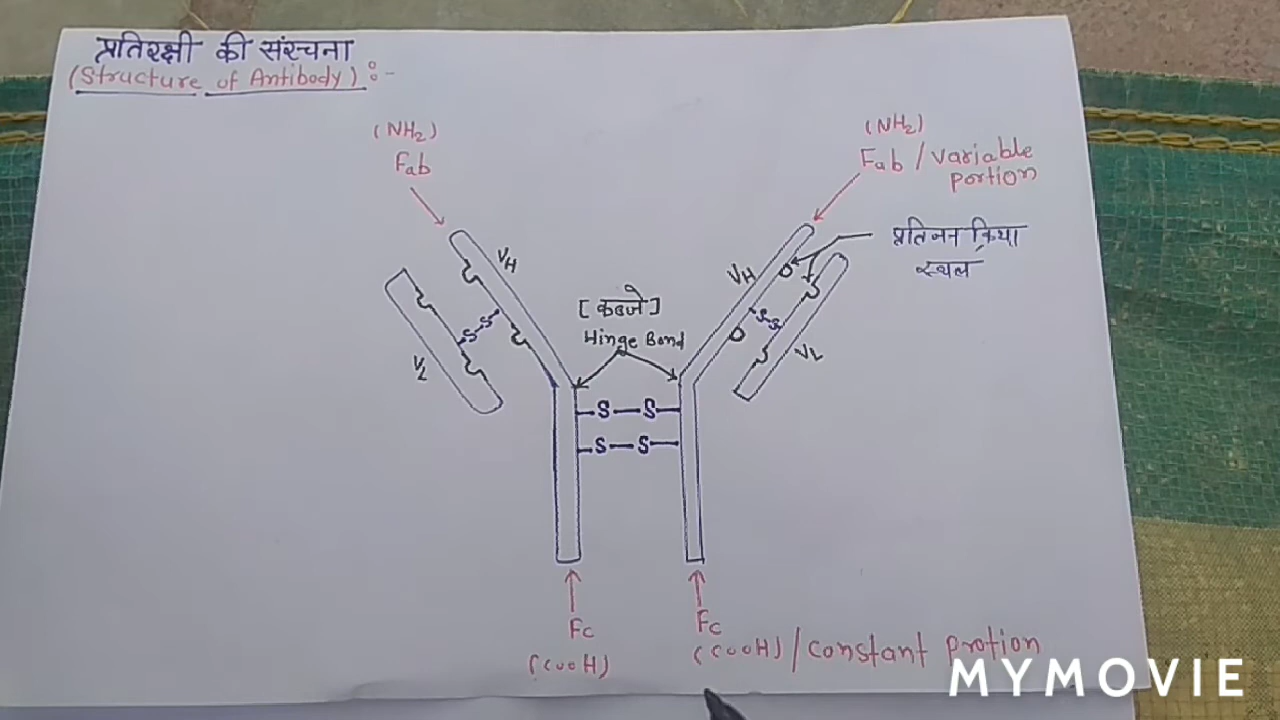 प्रतिरक्षी की संरचना
(Structure of Antibody) :-
(NH₂)
Fab
(NH₂)
Fab / variable
portion
प्रतिजन क्रिया
स्थल
VH
VH
[कब्जे]
Hinge Bond
S S
S S
VL
VL
S—S
S—S
Fc
(COOH)
Fc
(COOH) / constant protion
MYMOVIE